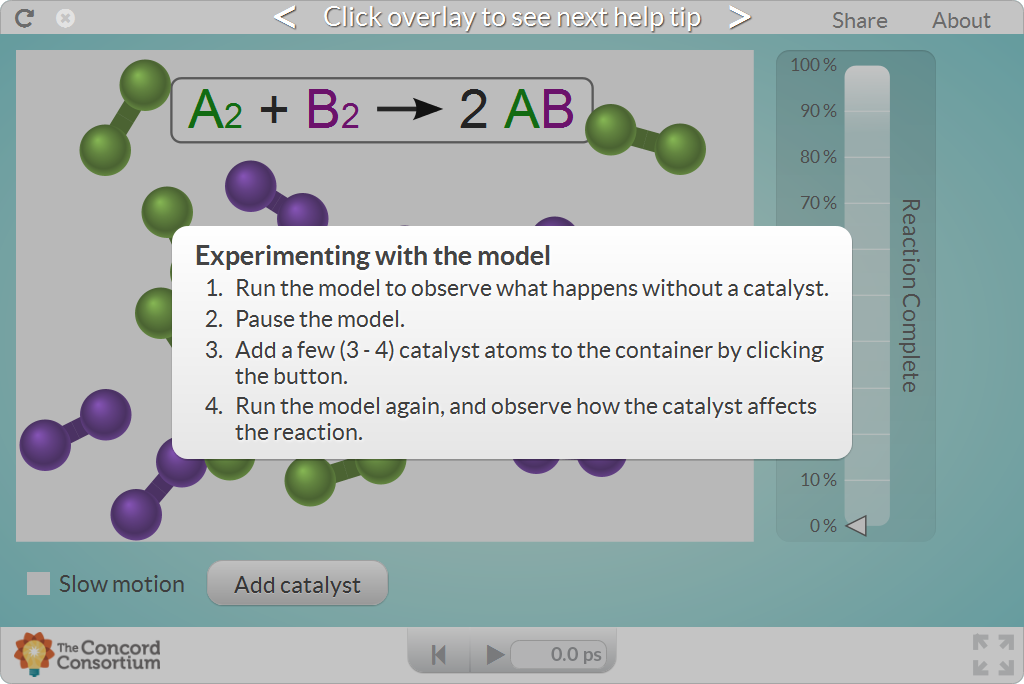 < Click overlay to see next help tip >
Share
About
A2 + B2 → 2 AB
Experimenting with the model
1. Run the model to observe what happens without a catalyst.
2. Pause the model.
3. Add a few (3 - 4) catalyst atoms to the container by clicking
the button.
4. Run the model again, and observe how the catalyst affects
the reaction.
100 %
90 %
80 %
70 %
10 %
0 %
Reaction Complete
Slow motion
Add catalyst
The Concord
Consortium
0.0 ps